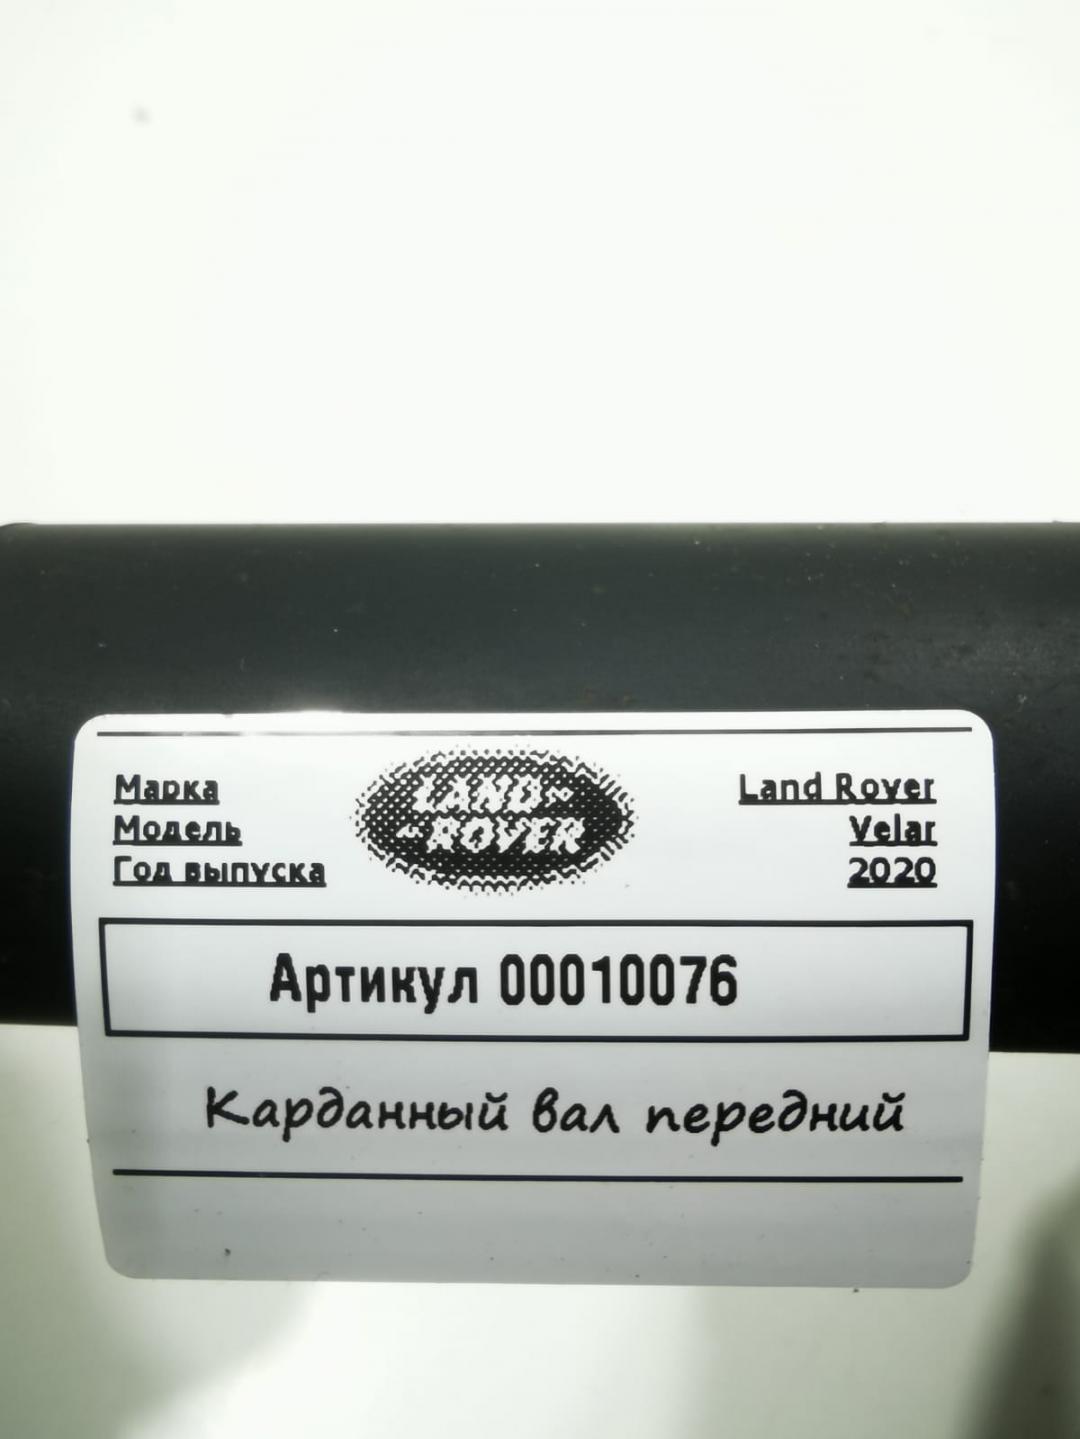 Марка Land Rover
Модель Velar
Год выпуска 2020
LAND
ROVER
Артикул 00010076
Карданный вал передний